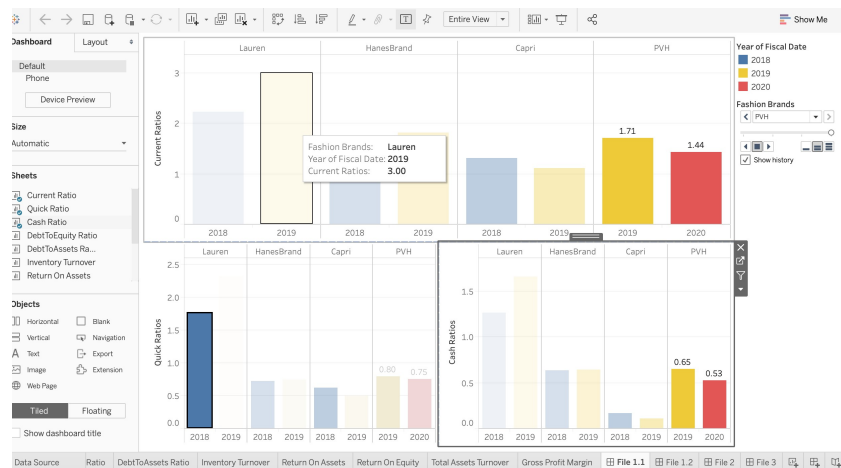 Entire View
Show Me
Dashboard
Layout
Default
Phone
Device Preview
Size
Automatic
Sheets
Current Ratio
Quick Ratio
Cash Ratio
DebtToEquity Ratio
DebtToAssets Ra...
Inventory Turnover
Return On Assets
Objects
Horizontal
Blank
Vertical
Navigation
Text
Export
Image
Extension
Web Page
Tiled
Floating
Show dashboard title
Lauren
HanesBrand
Capri
PVH
Current Ratios
3
2
1
0
1.71
1.44
Fashion Brands: Lauren
Year of Fiscal Date: 2019
Current Ratios: 3.00
2018
2019
2018
2019
2018
2019
2019
2020
Lauren
HanesBrand
Capri
PVH
Quick Ratios
2.5
2.0
1.5
1.0
0.5
0.0
0.80
0.75
2018
2019
2018
2019
2018
2019
2019
2020
Lauren
HanesBrand
Capri
PVH
Cash Ratios
1.5
1.0
0.5
0.0
0.65
0.53
2018
2019
2018
2019
2018
2019
2019
2020
Year of Fiscal Date
2018
2019
2020
Fashion Brands
PVH
Show history
Data Source
Ratio
DebtToAssets Ratio
Inventory Turnover
Return On Assets
Return On Equity
Total Assets Turnover
Gross Profit Margin
File 1.1
File 1.2
File 2
File 3